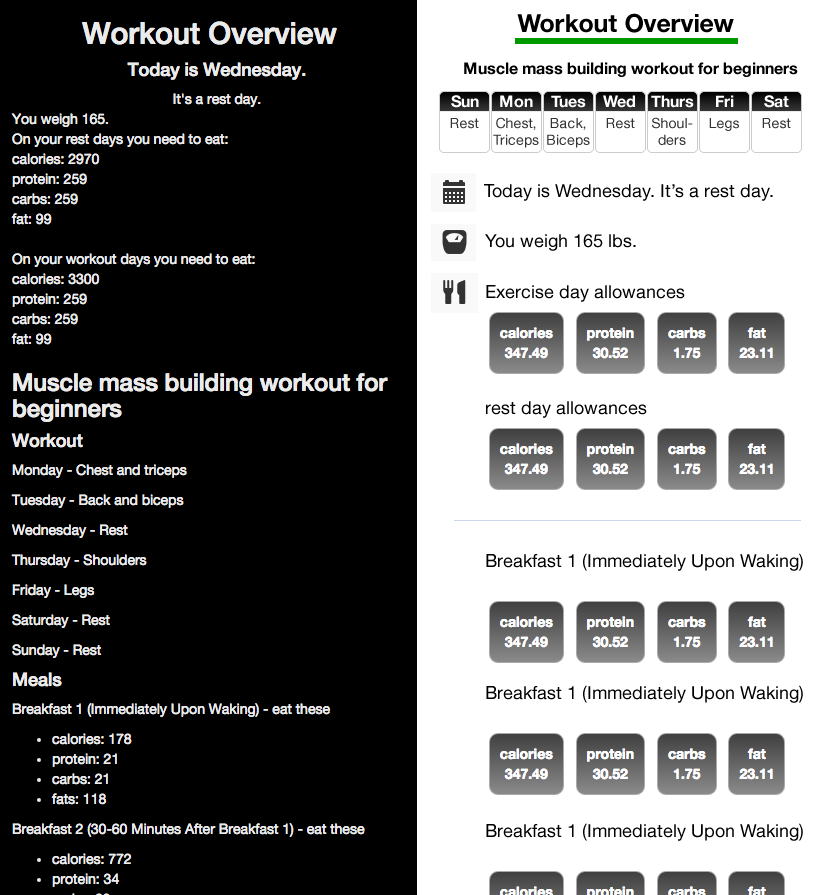 Workout Overview
Today is Wednesday.
It's a rest day.
You weigh 165.
On your rest days you need to eat:
calories: 2970
protein: 259
carbs: 259
fat: 99
On your workout days you need to eat:
calories: 3300
protein: 259
carbs: 259
fat: 99
Muscle mass building workout for
beginners
Workout
Monday - Chest and triceps
Tuesday - Back and biceps
Wednesday - Rest
Thursday - Shoulders
Friday - Legs
Saturday - Rest
Sunday - Rest
Meals
Breakfast 1 (Immediately Upon Waking) - eat these
• calories: 178
• protein: 21
• carbs: 21
• fats: 118
Breakfast 2 (30-60 Minutes After Breakfast 1) - eat these
• calories: 772
• protein: 34
Workout Overview
Muscle mass building workout for beginners
Sun Mon Tues Wed Thurs Fri Sat
Rest Chest, Back, Rest Shoul- Legs Rest
Triceps Biceps ders
Today is Wednesday. It’s a rest day.
You weigh 165 lbs.
Exercise day allowances
calories protein carbs fat
347.49 30.52 1.75 23.11
rest day allowances
calories protein carbs fat
347.49 30.52 1.75 23.11
Breakfast 1 (Immediately Upon Waking)
calories protein carbs fat
347.49 30.52 1.75 23.11
Breakfast 1 (Immediately Upon Waking)
calories protein carbs fat
347.49 30.52 1.75 23.11
Breakfast 1 (Immediately Upon Waking)
calories protein carbs fat